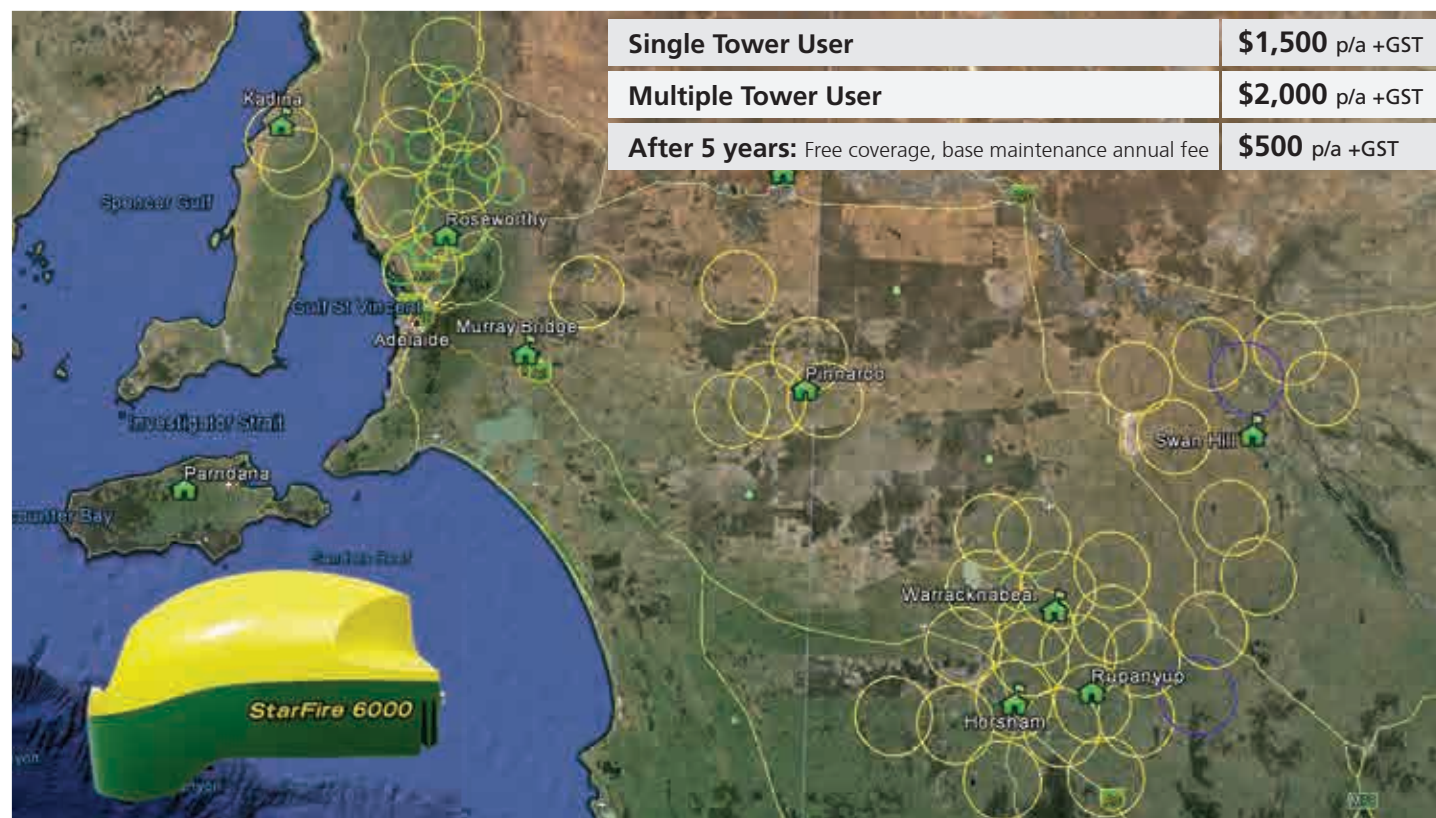 Single Tower User $1,500 p/a +GST
Multiple Tower User $2,000 p/a +GST
After 5 years: Free coverage, base maintenance annual fee $500 p/a +GST
Kadina
Spencer Gulf
Roseworthy
Gulf St Vincent
Adelaide
Murray Bridge
Pinnaroo
Investigator Strait
Swan Hill
Parndana
counter Bay
Warracknabeal
Rupanyup
Horsham
StarFire 6000